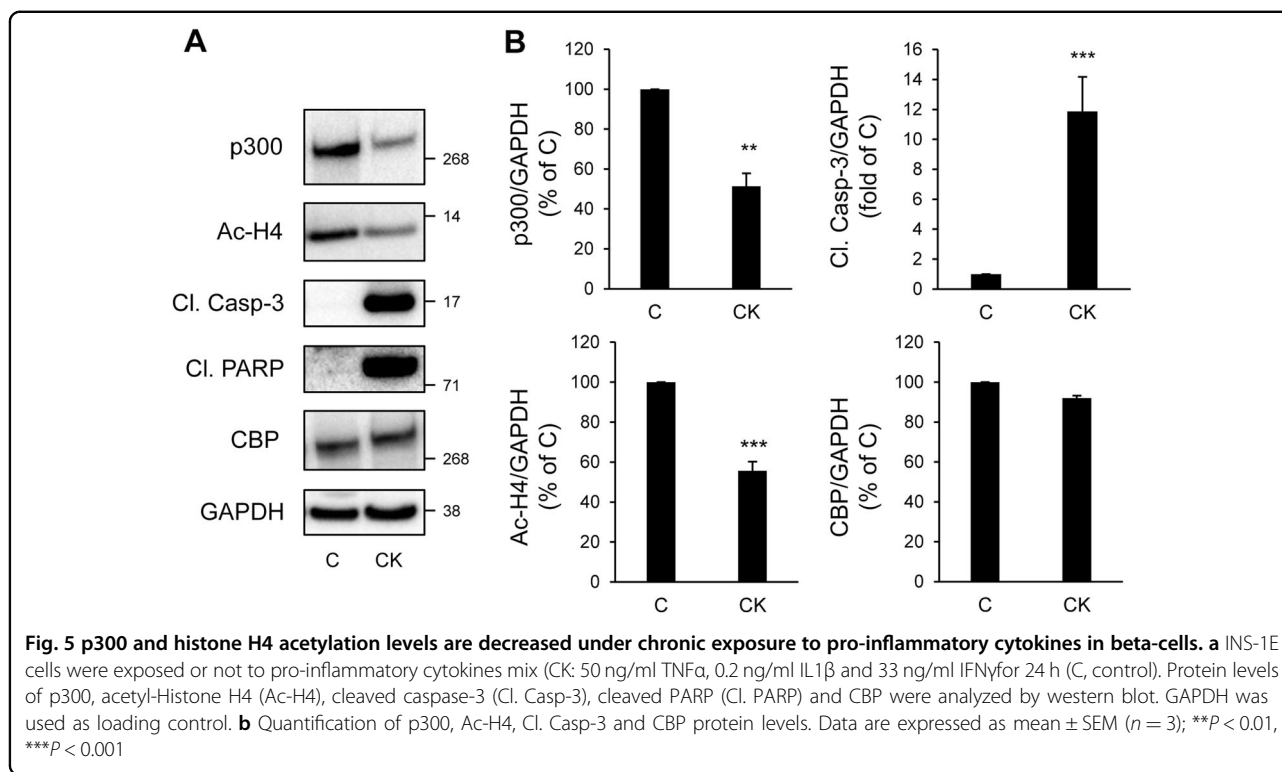 A
p300
268
Ac-H4
14
Cl. Casp-3
17
Cl. PARP
71
CBP
268
GAPDH
38
C CK
B
p300/GAPDH
(% of C)
120
100
80
60
40
20
0
**
C CK
Cl. Casp-3/GAPDH
(fold of C)
16
14
12
10
8
6
4
2
0
***
C CK
Ac-H4/GAPDH
(% of C)
120
100
80
60
40
20
0
***
C CK
CBP/GAPDH
(% of C)
120
100
80
60
40
20
0
C CK
Fig. 5 p300 and histone H4 acetylation levels are decreased under chronic exposure to pro-inflammatory cytokines in beta-cells. a INS-1E
cells were exposed or not to pro-inflammatory cytokines mix (CK: 50 ng/ml TNFα, 0.2 ng/ml IL1β and 33 ng/ml IFNγfor 24 h (C, control). Protein levels
of p300, acetyl-Histone H4 (Ac-H4), cleaved caspase-3 (Cl. Casp-3), cleaved PARP (Cl. PARP) and CBP were analyzed by western blot. GAPDH was
used as loading control. b Quantification of p300, Ac-H4, Cl. Casp-3 and CBP protein levels. Data are expressed as mean ± SEM (n = 3); **P < 0.01,
***P < 0.001